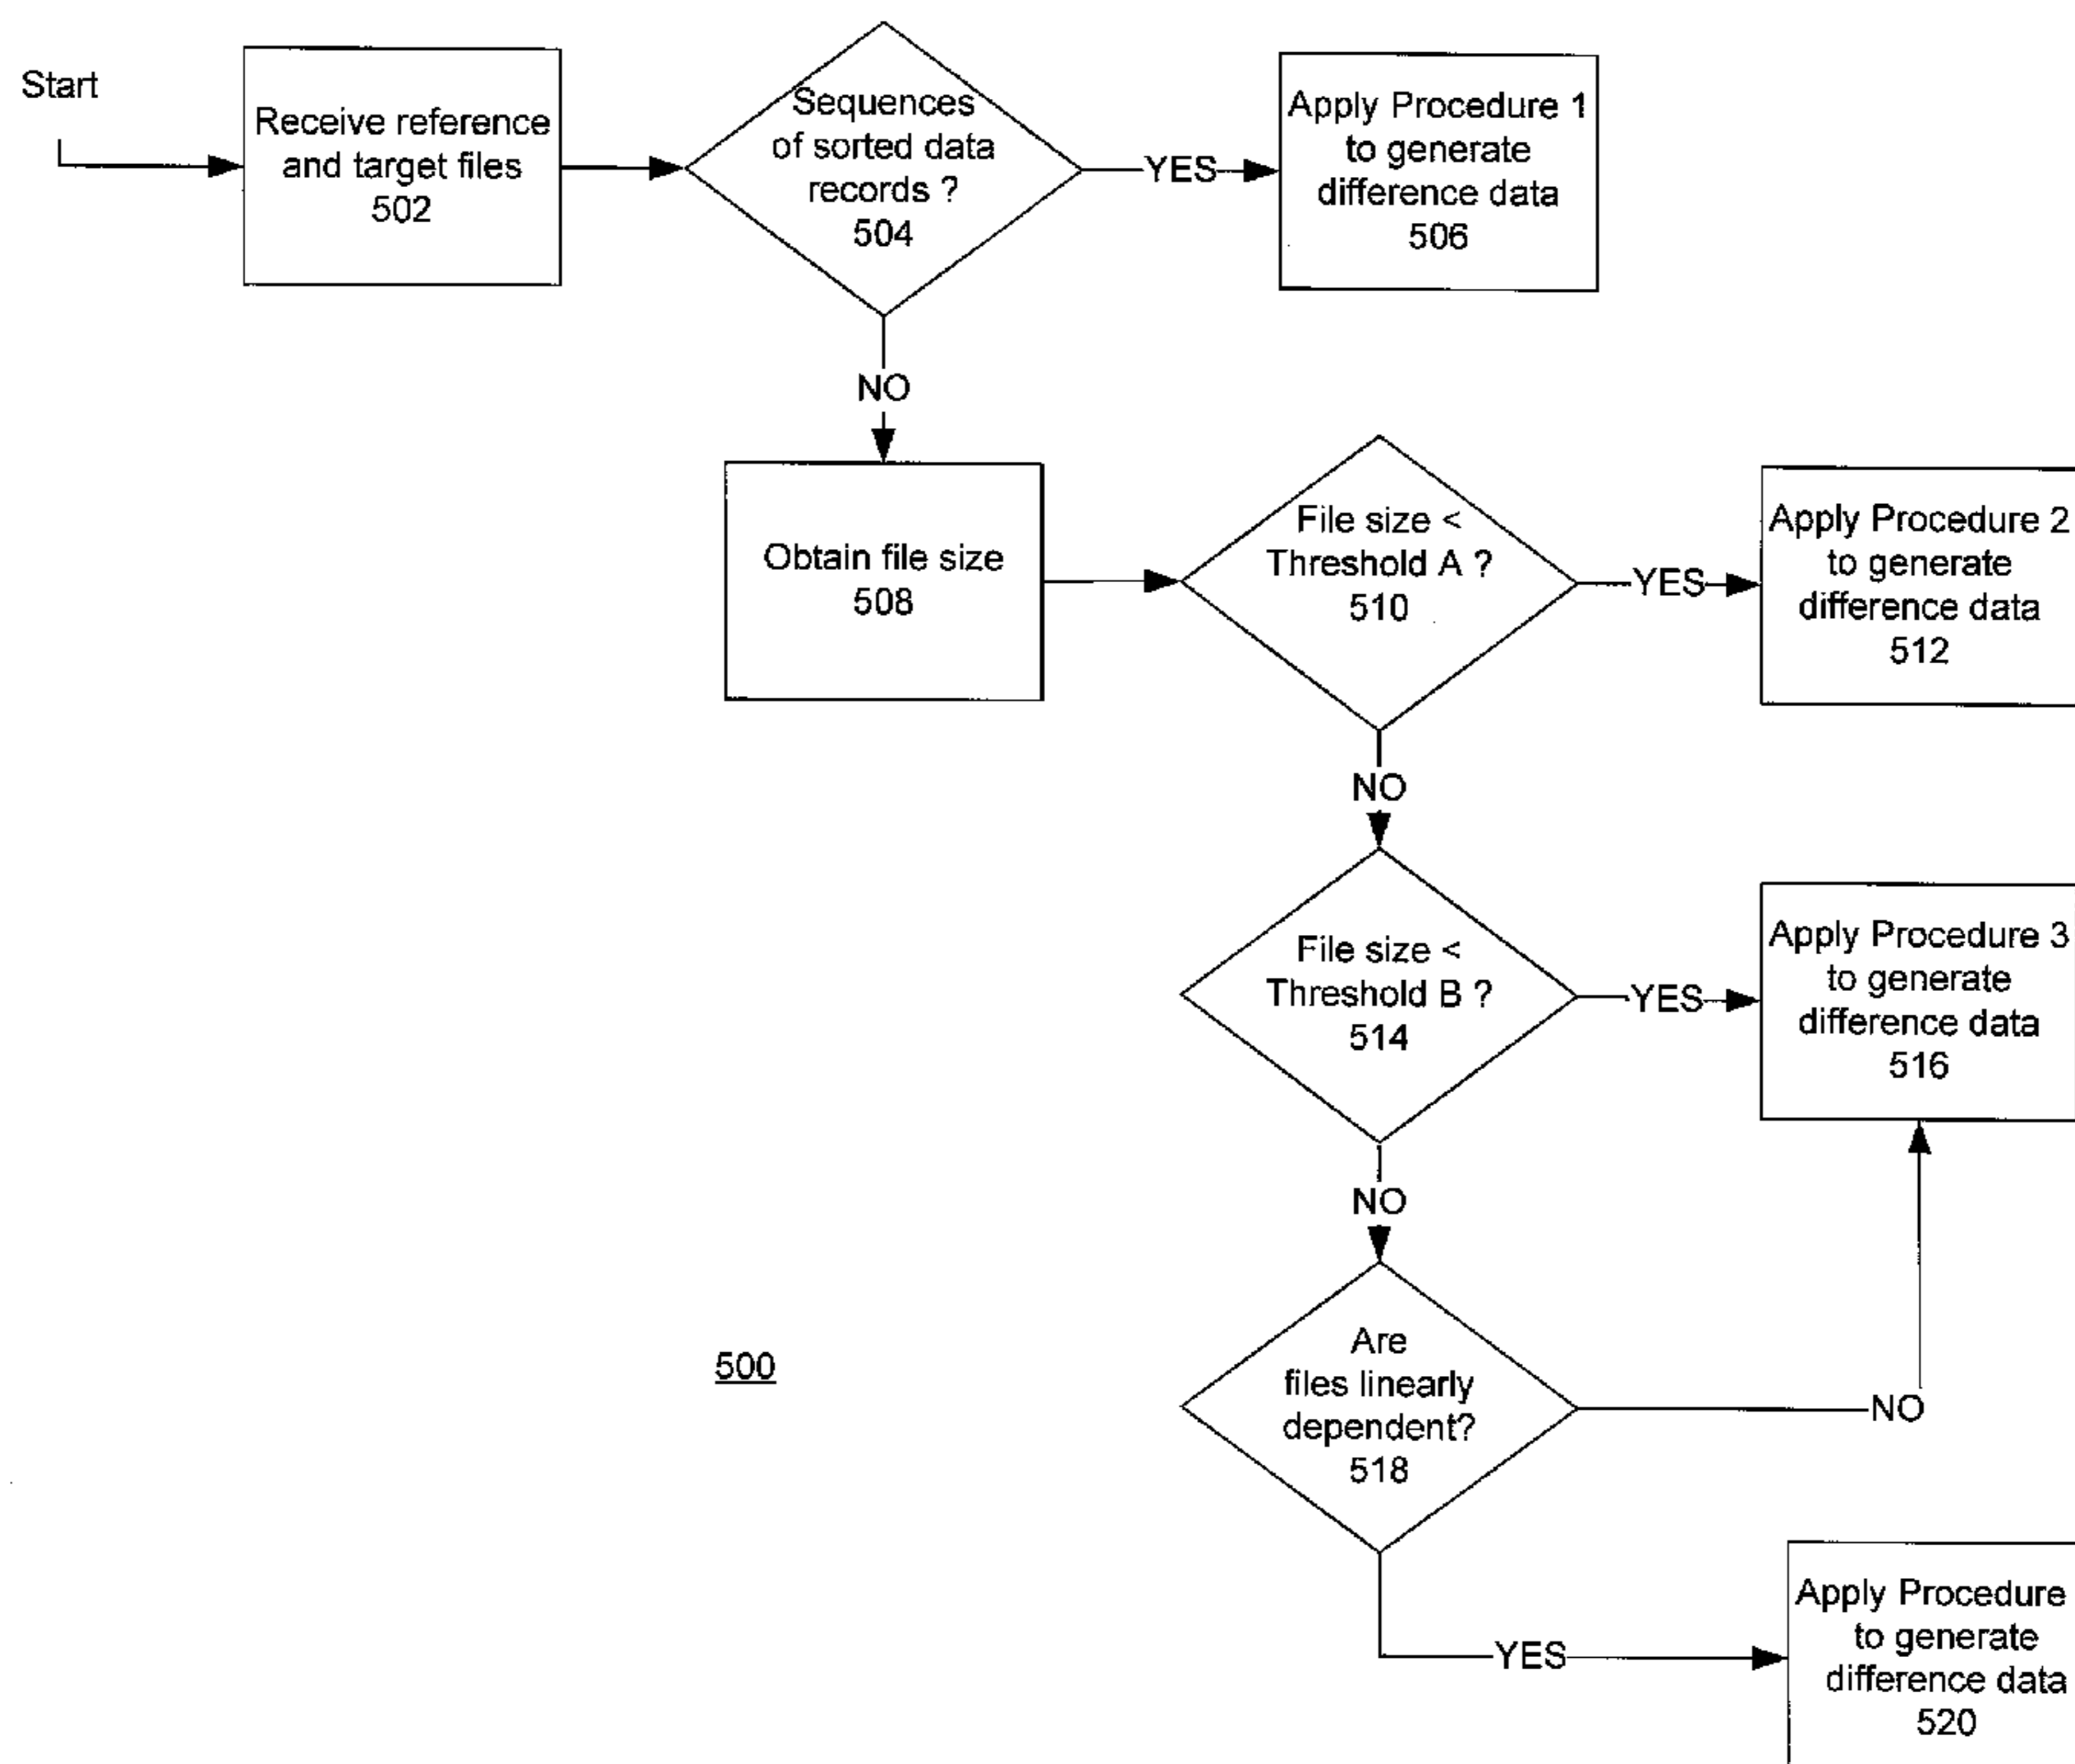 Start
Receive reference
and target files
502
Sequences
of sorted data
records ?
504
YES
Apply Procedure 1
to generate
difference data
506
NO
Obtain file size
508
File size <
Threshold A ?
510
YES
Apply Procedure 2
to generate
difference data
512
NO
File size <
Threshold B ?
514
YES
Apply Procedure 3
to generate
difference data
516
NO
Are
files linearly
dependent?
518
NO
500
YES
Apply Procedure
to generate
difference data
520